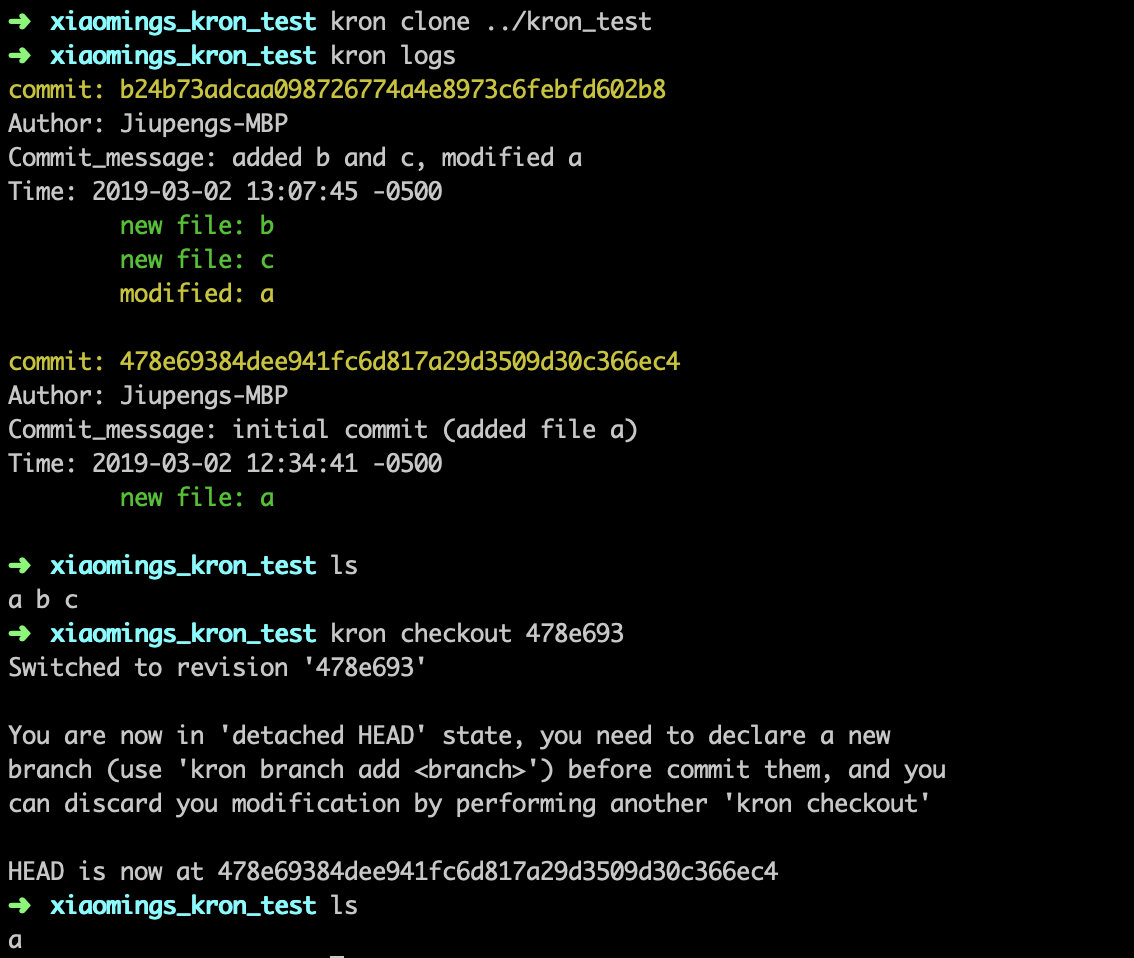 ➜ xiaomings_kron_test kron clone ../kron_test
➜ xiaomings_kron_test kron logs
commit: b24b73adcaa098726774a4e8973c6febfd602b8
Author: Jiupengs-MBP
Commit_message: added b and c, modified a
Time: 2019-03-02 13:07:45 -0500
new file: b
new file: c
modified: a
commit: 478e69384dee941fc6d817a29d3509d30c366ec4
Author: Jiupengs-MBP
Commit_message: initial commit (added file a)
Time: 2019-03-02 12:34:41 -0500
new file: a
➜ xiaomings_kron_test ls
a b c
➜ xiaomings_kron_test kron checkout 478e693
Switched to revision '478e693'
You are now in 'detached HEAD' state, you need to declare a new
branch (use 'kron branch add <branch>') before commit them, and you
can discard you modification by performing another 'kron checkout'
HEAD is now at 478e69384dee941fc6d817a29d3509d30c366ec4
➜ xiaomings_kron_test ls
a